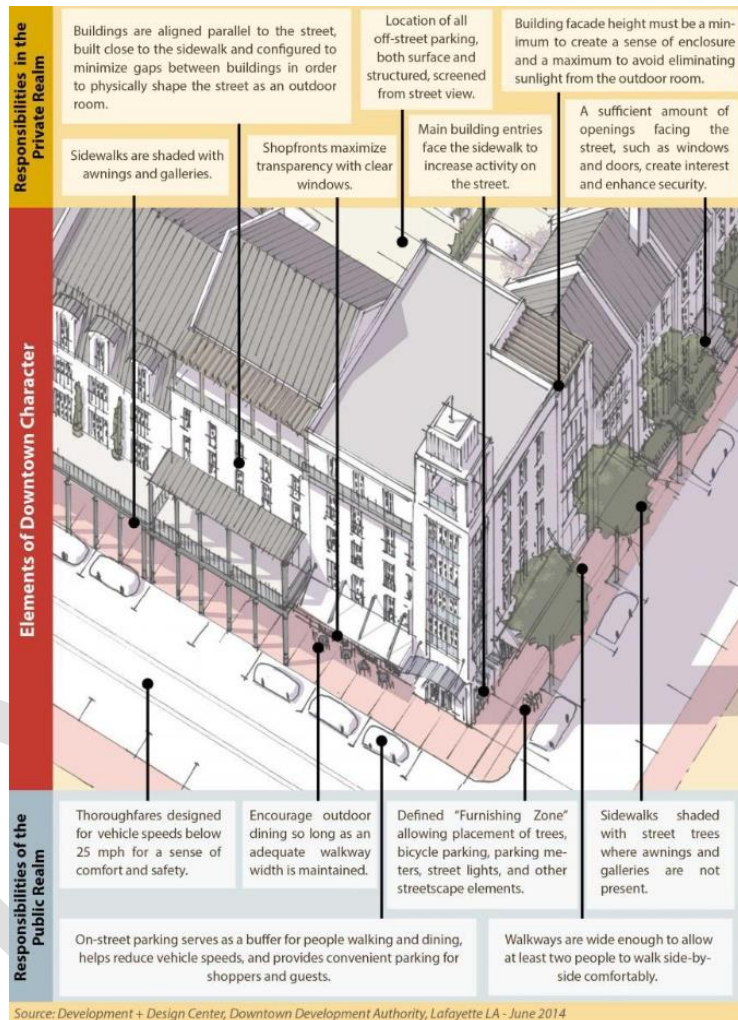 Responsibilities in the
Private Realm
Buildings are aligned parallel to the street,
built close to the sidewalk and configured to
minimize gaps between buildings in order
to physically shape the street as an outdoor
room.
Location of all
off-street parking,
both surface and
structured, screened
from street view.
Building facade height must be a min-
imum to create a sense of enclosure
and a maximum to avoid eliminating
sunlight from the outdoor room.
Sidewalks are shaded with
awnings and galleries.
Shopfronts maximize
transparency with clear
windows.
Main building entries
face the sidewalk to
increase activity on
the street.
A sufficient amount of
openings facing the
street, such as windows
and doors, create interest
and enhance security.
Elements of Downtown Character
Responsibilities of the
Public Realm
Thoroughfares designed
for vehicle speeds below
25 mph for a sense of
comfort and safety.
Encourage outdoor
dining so long as an
adequate walkway
width is maintained.
Defined "Furnishing Zone"
allowing placement of trees,
bicycle parking, parking me-
ters, street lights, and other
streetscape elements.
Sidewalks shaded
with street trees
where awnings and
galleries are not
present.
On-street parking serves as a buffer for people walking and dining,
helps reduce vehicle speeds, and provides convenient parking for
shoppers and guests.
Walkways are wide enough to allow
at least two people to walk side-by-
side comfortably.
Source: Development + Design Center, Downtown Development Authority, Lafayette LA - June 2014